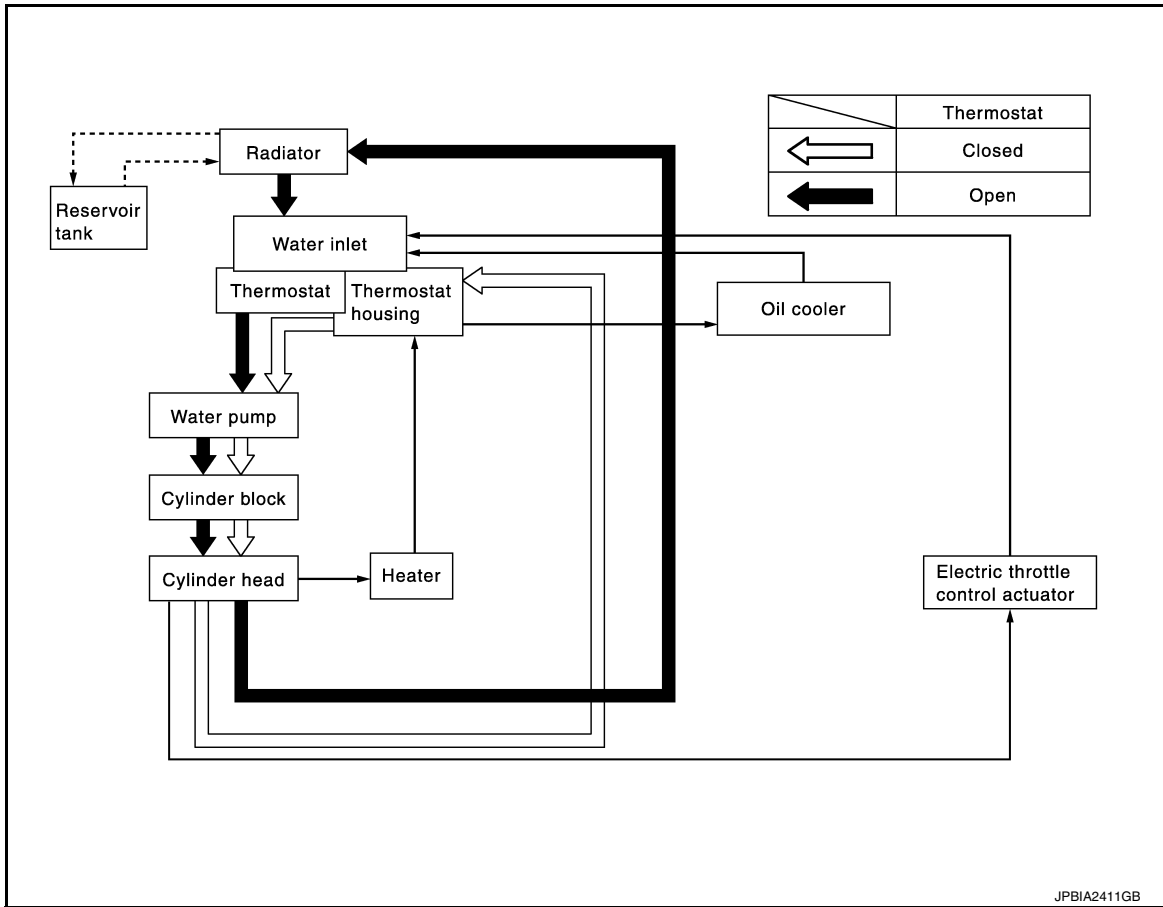 Thermostat
Closed
Open
Radiator
Reservoir
tank
Water inlet
Thermostat
Thermostat
housing
Oil cooler
Water pump
Cylinder block
Cylinder head
Heater
Electric throttle
control actuator
JPBIA2411GB